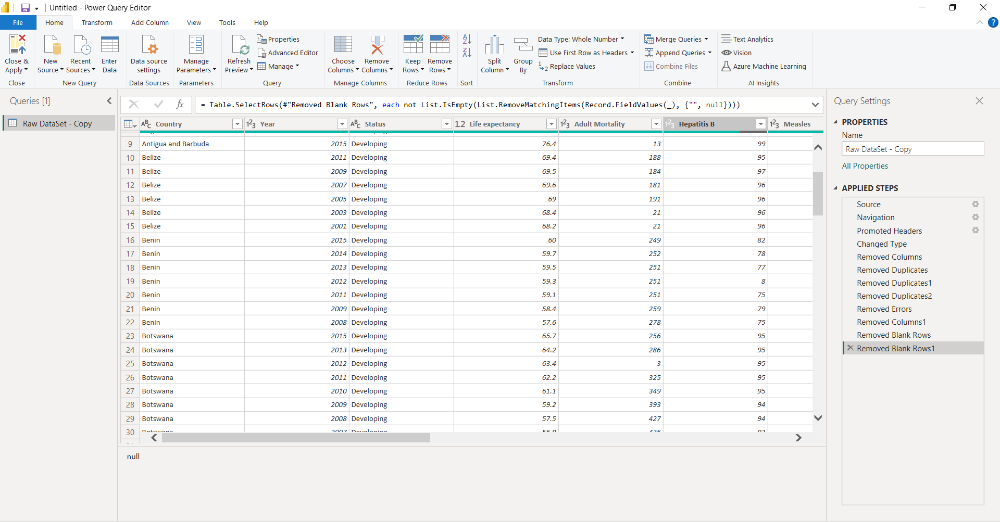 Untitled - Power Query Editor
File Home Transform Add Column View Tools Help
Close & Apply
Close
New Source
Recent Sources
Enter Data
New Query
Data source settings
Data Sources
Manage Parameters
Parameters
Refresh Preview
Properties
Advanced Editor
Manage
Query
Choose Columns
Remove Columns
Manage Columns
Keep Rows
Remove Rows
Reduce Rows
Sort
Split Column
Group By
Data Type: Whole Number
Use First Row as Headers
Replace Values
Transform
Merge Queries
Append Queries
Combine Files
Combine
Text Analytics
Vision
Azure Machine Learning
AI Insights
Queries [1]
Raw DataSet - Copy
fx
= Table.SelectRows(#"Removed Blank Rows", each not List.IsEmpty(List.RemoveMatchingItems(Record.FieldValues(_), {"", null})))
ABC Country 123 Year ABC Status 1.2 Life expectancy 123 Adult Mortality 123 Hepatitis B 123 Measles
9 Antigua and Barbuda 2015 Developing 76.4 13 99
10 Belize 2011 Developing 69.4 188 95
11 Belize 2009 Developing 69.5 184 97
12 Belize 2007 Developing 69.6 181 96
13 Belize 2005 Developing 69 191 96
14 Belize 2003 Developing 68.4 21 96
15 Belize 2001 Developing 68.2 21 96
16 Benin 2015 Developing 60 249 82
17 Benin 2014 Developing 59.7 252 78
18 Benin 2013 Developing 59.5 251 77
19 Benin 2012 Developing 59.3 251 8
20 Benin 2011 Developing 59.1 251 75
21 Benin 2009 Developing 58.4 259 79
22 Benin 2008 Developing 57.6 278 75
23 Botswana 2015 Developing 65.7 256 95
24 Botswana 2013 Developing 64.2 286 95
25 Botswana 2012 Developing 63.4 3 95
26 Botswana 2011 Developing 62.2 325 95
27 Botswana 2010 Developing 61.1 349 95
28 Botswana 2009 Developing 59.2 393 94
29 Botswana 2008 Developing 57.5 427 94
30 Botswana 2007 Developing
null
Query Settings
PROPERTIES
Name
Raw DataSet - Copy
All Properties
APPLIED STEPS
Source
Navigation
Promoted Headers
Changed Type
Removed Columns
Removed Duplicates
Removed Duplicates1
Removed Duplicates2
Removed Errors
Removed Columns1
Removed Blank Rows
Removed Blank Rows1